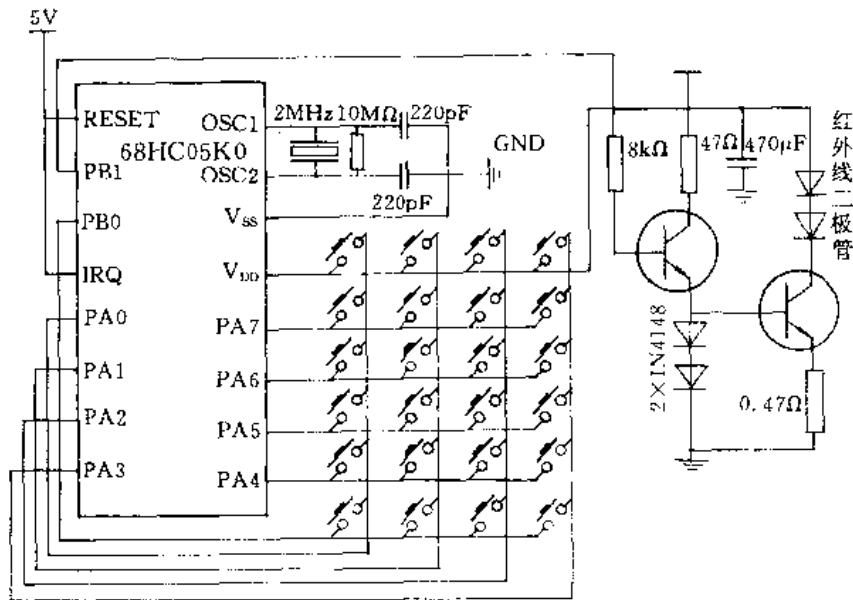 5V
RESET
68HC05K0
PB1
PB0
IRQ
PA0
PA1
PA2
PA3
OSC1
OSC2
VSS
VDD
PA7
PA6
PA5
PA4
2MHz
10MΩ
220pF
220pF
GND
8kΩ
47Ω
470μF
红外线二极管
2×1N4148
0.47Ω